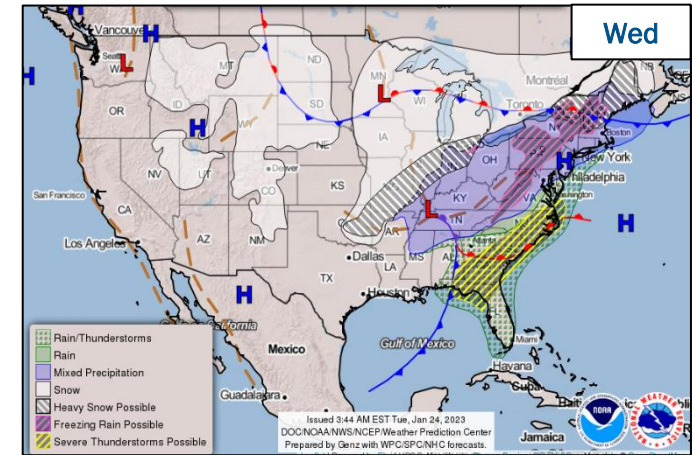 Wed
Vancouver
H
H
Seattle
L
WA
MT
ND
MN
L
Montréal
NB
H
OR
ID
SD
WI
Toronto
N
Boston
H
WY
IA
OH
H
New York
Philadelphia
NV
UT
Denver
NE
CO
KS
KY
VA
Washington
San Francisco
CA
L
TN
H
Los Angeles
AZ
NM
AR
Atlanta
Dallas
MS
AL
LA
TX
Houston
H
Miami
Mexico
Gulf of Mexico
Havana
Cuba
Guadalajara
Jamaica
Rain/Thunderstorms
Rain
Mixed Precipitation
Snow
Heavy Snow Possible
Freezing Rain Possible
Severe Thunderstorms Possible
Issued 3:44 AM EST Tue, Jan 24, 2023
DOC/NOAA/NWS/NCEP/Weather Prediction Center
Prepared by Genz with WPC/SPC/NHC forecasts.
NOAA